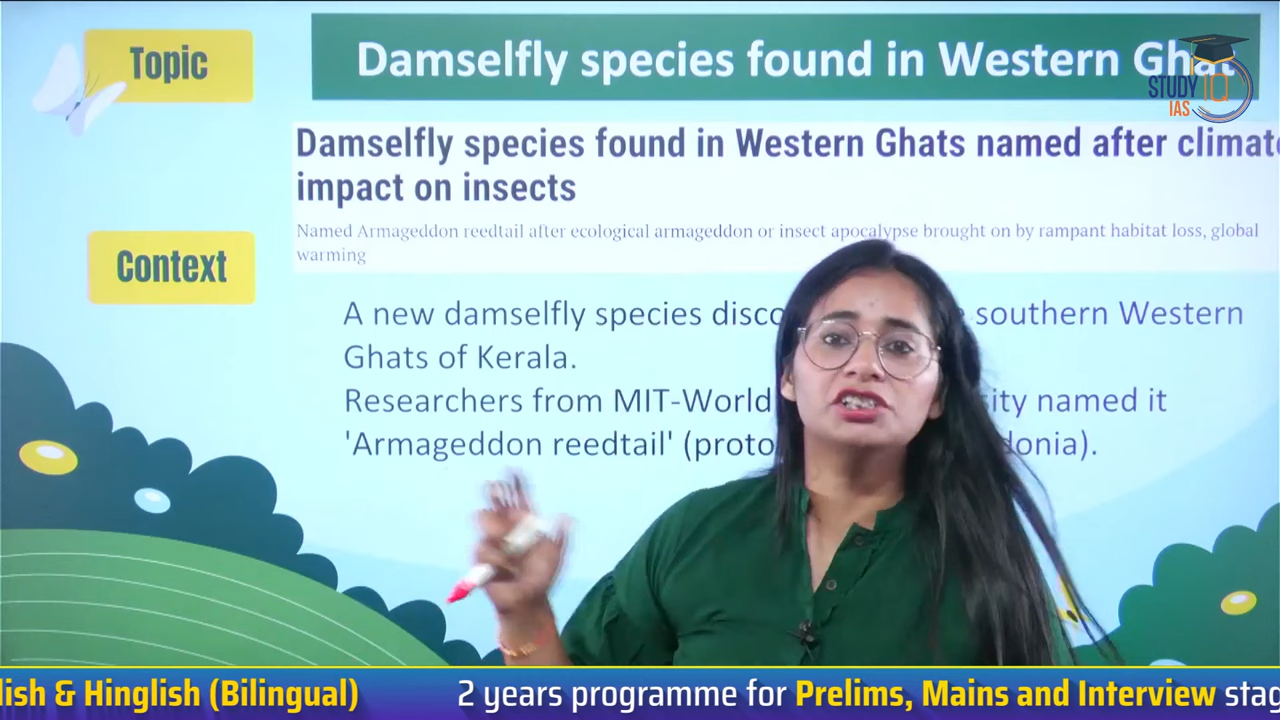 Topic
Damselfly species found in Western Ghat
STUDY IQ
IAS
Damselfly species found in Western Ghats named after climate
impact on insects
Named Armageddon reedtail after ecological armageddon or insect apocalypse brought on by rampant habitat loss, global
warming
Context
A new damselfly species disco southern Western
Ghats of Kerala.
Researchers from MIT-World sity named it
'Armageddon reedtail' (proto donia).
lish & Hinglish (Bilingual) 2 years programme for Prelims, Mains and Interview stag